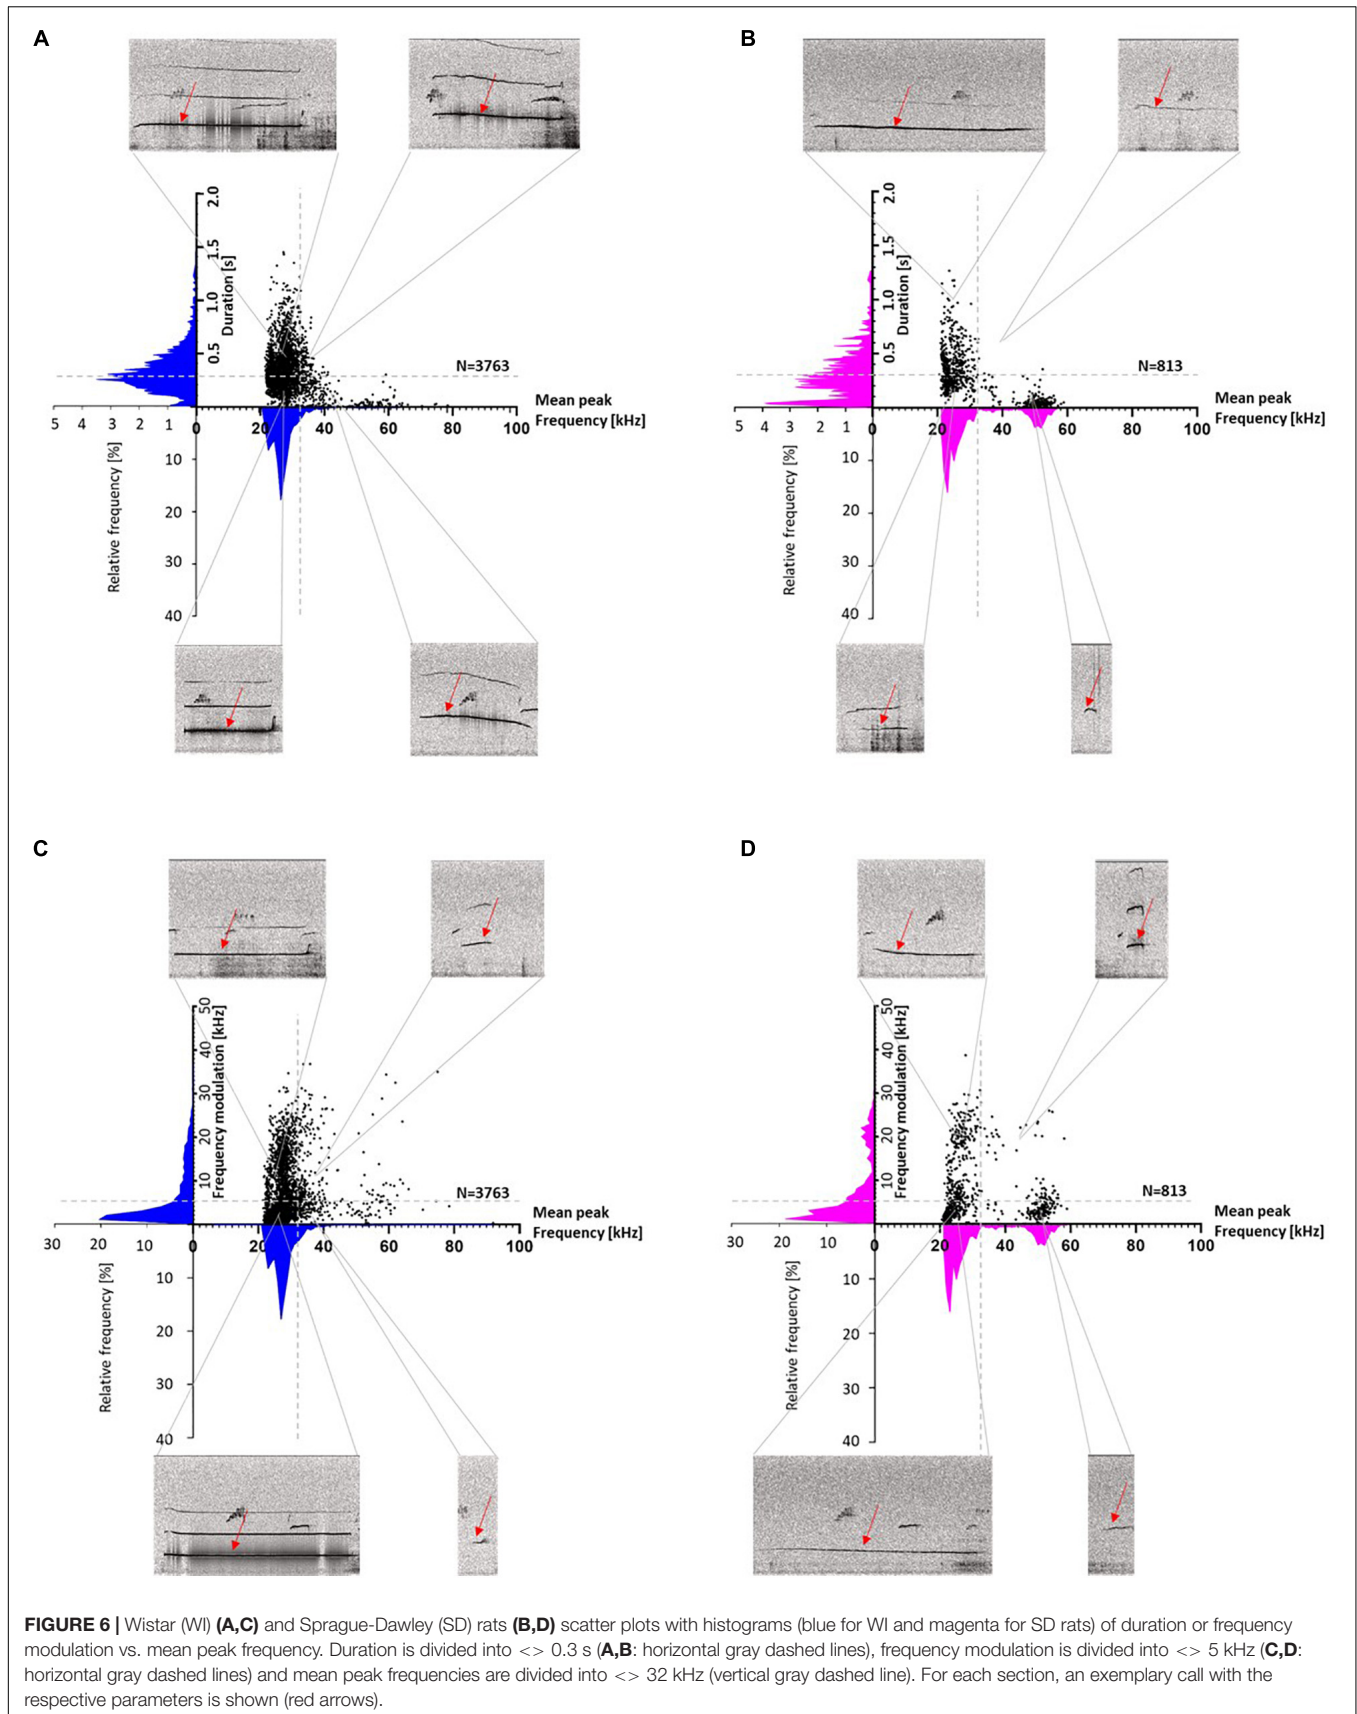 A
B
2.0
1.5
1.0
0.5
Duration [s]
N=3763
Mean peak
Frequency [kHz]
5 4 3 2 1 0 20 40 60 80 100
10
20
30
40
Relative frequency [%]
2.0
1.5
1.0
0.5
Duration [s]
N=813
Mean peak
Frequency [kHz]
5 4 3 2 1 0 20 40 60 80 100
10
20
30
40
Relative frequency [%]
C
D
50
40
30
20
10
Frequency modulation [kHz]
N=3763
Mean peak
Frequency [kHz]
30 20 10 0 20 40 60 80 100
10
20
30
40
Relative frequency [%]
50
40
30
20
10
Frequency modulation [kHz]
N=813
Mean peak
Frequency [kHz]
30 20 10 0 20 40 60 80 100
10
20
30
40
Relative frequency [%]
FIGURE 6 | Wistar (WI) (A,C) and Sprague-Dawley (SD) rats (B,D) scatter plots with histograms (blue for WI and magenta for SD rats) of duration or frequency
modulation vs. mean peak frequency. Duration is divided into <> 0.3 s (A,B: horizontal gray dashed lines), frequency modulation is divided into <> 5 kHz (C,D:
horizontal gray dashed lines) and mean peak frequencies are divided into <> 32 kHz (vertical gray dashed line). For each section, an exemplary call with the
respective parameters is shown (red arrows).